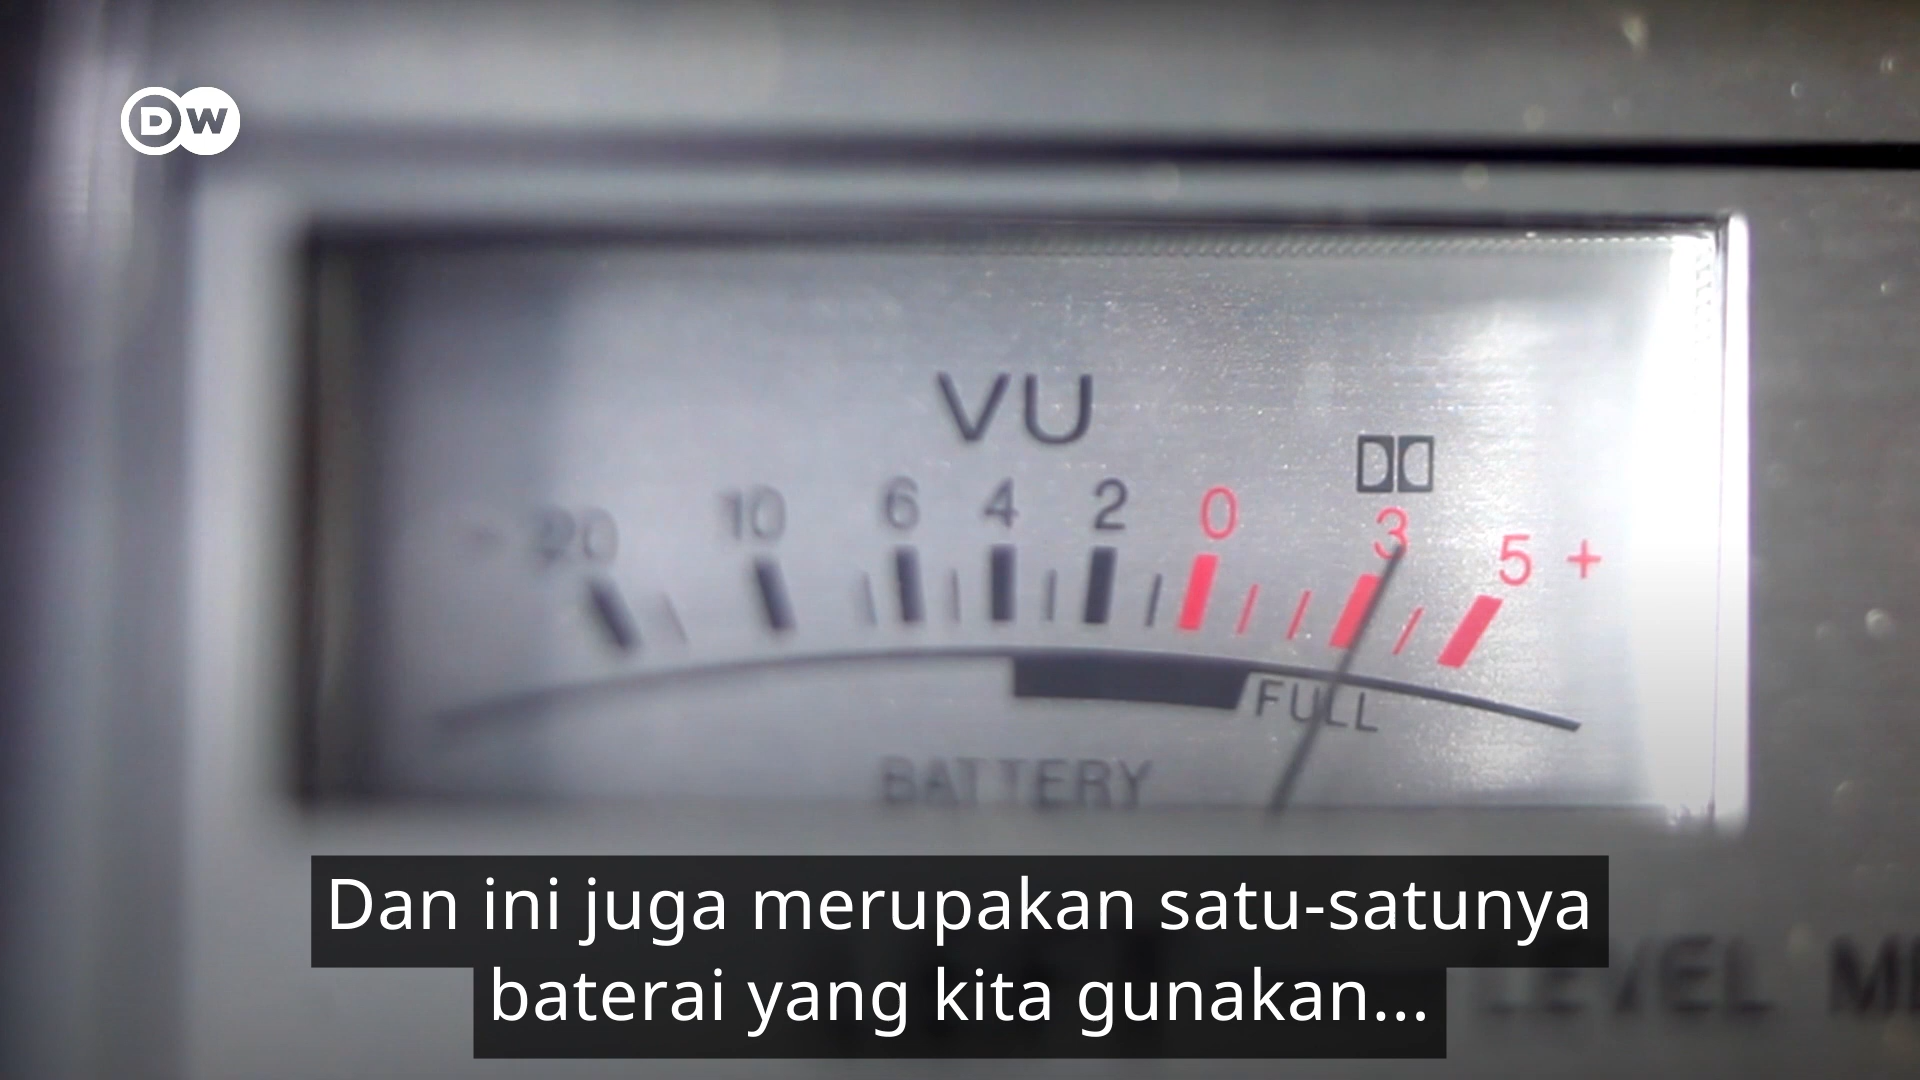 DW
VU
- 20 10 6 4 2 0 3 5 +
FULL
BATTERY
Dan ini juga merupakan satu-satunya
LEVEL
baterai yang kita gunakan...